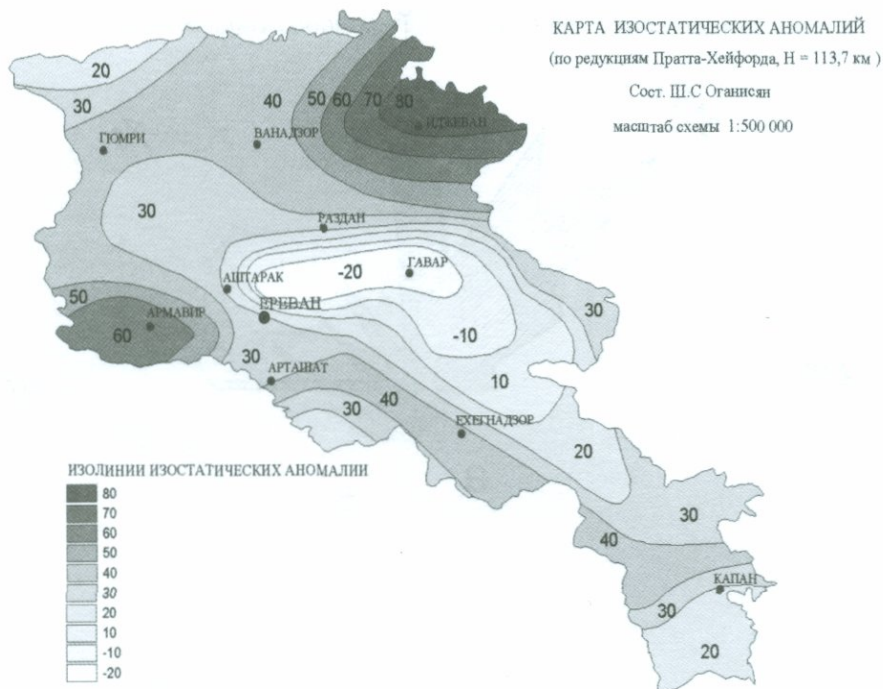 КАРТА ИЗОСТАТИЧЕСКИХ АНОМАЛИЙ
(по редукциям Пратта-Хейфорда, Н = 113,7 км )
Сост. Ш.С Оганисян
масштаб схемы 1:500 000
20
30
40
50
60
70
80
ИДЖЕВАН
ГЮМРИ
ВАНАДЗОР
30
РАЗДАН
АШТАРАК
-20
ГАВАР
50
АРМАВИР
60
ЕРЕВАН
-10
30
30
АРТАШАТ
10
30
40
ЕХЕГНАДЗОР
20
30
40
КАПАН
30
20
ИЗОЛИНИИ ИЗОСТАТИЧЕСКИХ АНОМАЛИИ
80
70
60
50
40
30
20
10
-10
-20